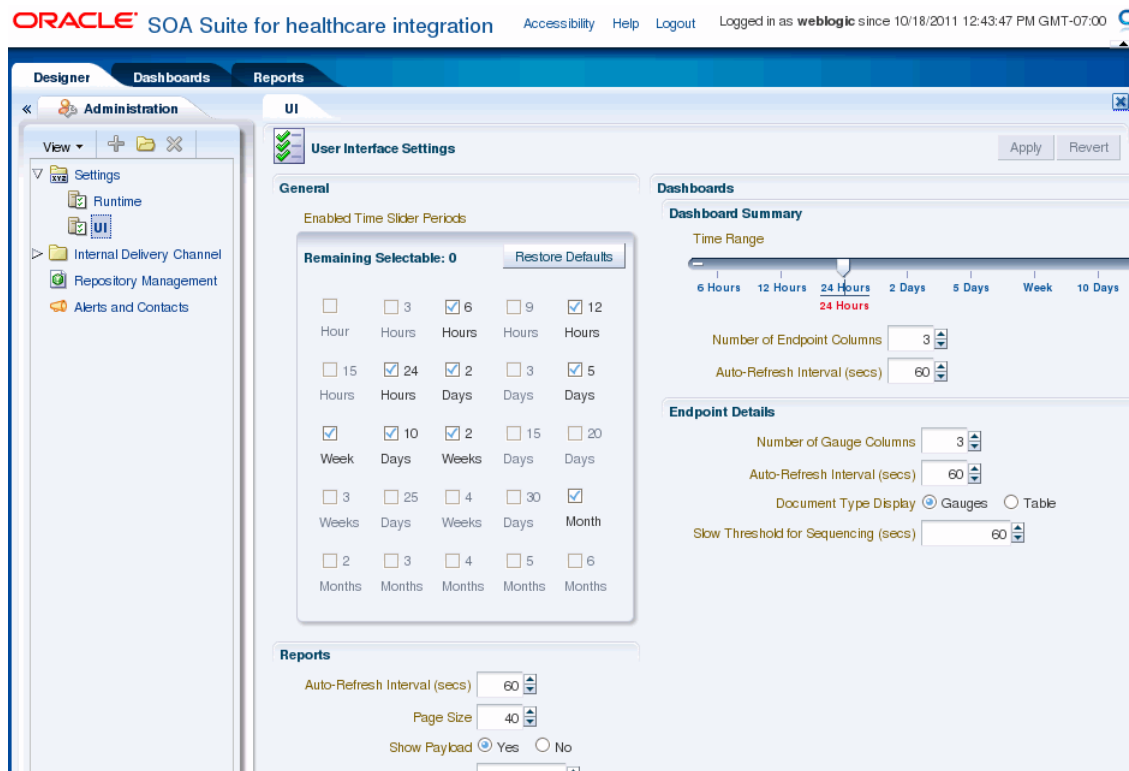 ORACLE SOA Suite for healthcare integration Accessibility Help Logout Logged in as weblogic since 10/18/2011 12:43:47 PM GMT-07:00
Designer Dashboards Reports
« Administration
View
XYZ Settings
Runtime
UI
Internal Delivery Channel
Repository Management
Alerts and Contacts
UI
User Interface Settings
Apply Revert
General
Enabled Time Slider Periods
Remaining Selectable: 0 Restore Defaults
Hour
3 Hours
6 Hours
9 Hours
12 Hours
15 Hours
24 Hours
2 Days
3 Days
5 Days
Week
10 Days
2 Weeks
15 Days
20 Days
3 Weeks
25 Days
4 Weeks
30 Days
Month
2 Months
3 Months
4 Months
5 Months
6 Months
Reports
Auto-Refresh Interval (secs) 60
Page Size 40
Show Payload Yes No
Dashboards
Dashboard Summary
Time Range
6 Hours 12 Hours 24 Hours 2 Days 5 Days Week 10 Days
24 Hours
Number of Endpoint Columns 3
Auto-Refresh Interval (secs) 60
Endpoint Details
Number of Gauge Columns 3
Auto-Refresh Interval (secs) 60
Document Type Display Gauges Table
Slow Threshold for Sequencing (secs) 60